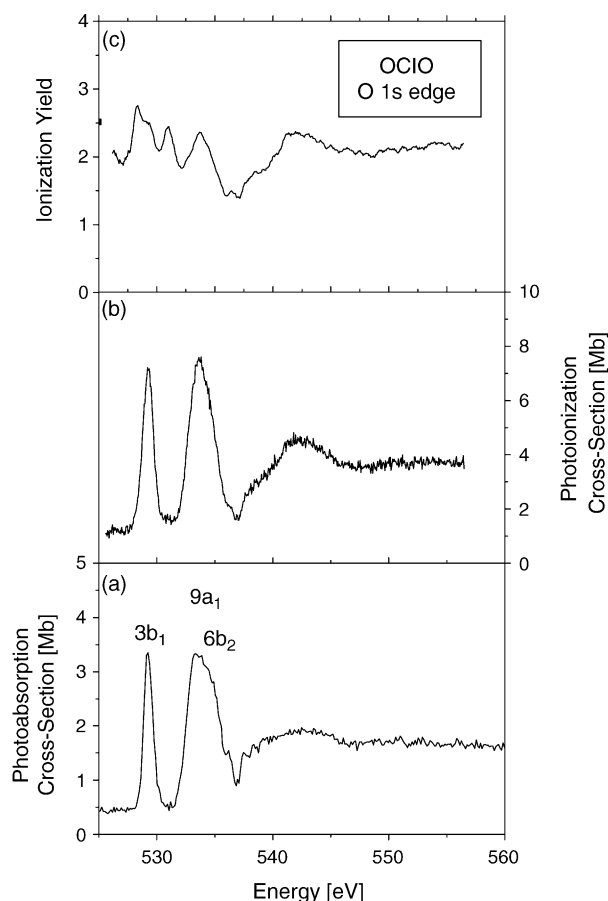 (c)
OClO
O 1s edge
Ionization Yield
4
3
2
1
0
(b)
10
8
6
4
2
0
Photoionization
Cross-Section [Mb]
(a)
9a₁
3b₁
6b₂
5
4
3
2
1
0
Photoabsorption
Cross-Section [Mb]
530 540 550 560
Energy [eV]